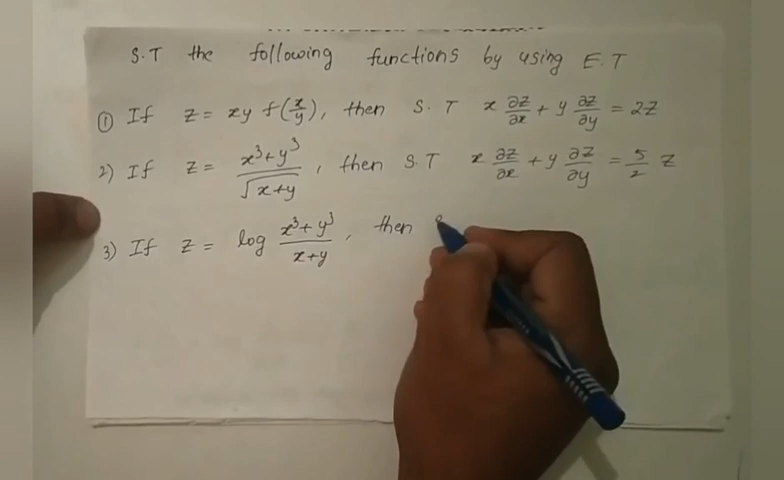 S.T the following functions by using E.T
① If z = xy f(x/y), then S.T x ∂z/∂x + y ∂z/∂y = 2z
2) If z = (x³+y³)/√(x+y), then S.T x ∂z/∂x + y ∂z/∂y = 5/2 z
3) If z = log (x³+y³)/(x+y), then